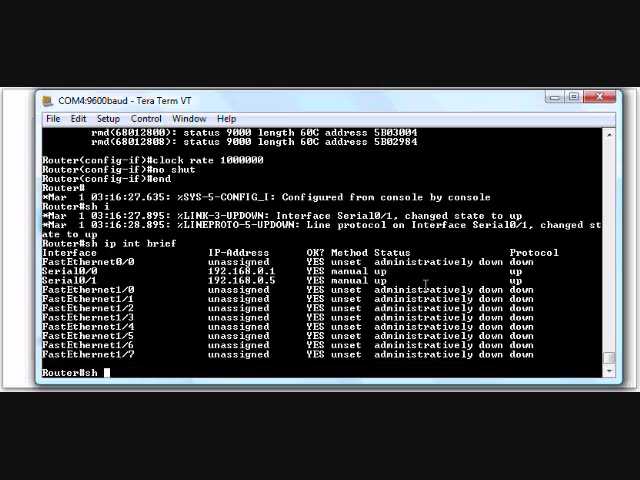 COM4:9600baud - Tera Term VT
File Edit Setup Control Window Help
rmd(68012800): status 9000 length 60C address 5B03004
rmd(68012808): status 9000 length 60C address 5B02984
Router(config-if)#clock rate 1000000
Router(config-if)#no shut
Router(config-if)#end
Router#
*Mar 1 03:16:27.635: %SYS-5-CONFIG_I: Configured from console by console
Router#sh i
*Mar 1 03:16:27.895: %LINK-3-UPDOWN: Interface Serial0/1, changed state to up
*Mar 1 03:16:28.895: %LINEPROTO-5-UPDOWN: Line protocol on Interface Serial0/1, changed st
ate to up
Router#sh ip int brief
Interface IP-Address OK? Method Status Protocol
FastEthernet0/0 unassigned YES unset administratively down down
Serial0/0 192.168.0.1 YES manual up up
Serial0/1 192.168.0.5 YES manual up up
FastEthernet1/0 unassigned YES unset administratively down down
FastEthernet1/1 unassigned YES unset administratively down down
FastEthernet1/2 unassigned YES unset administratively down down
FastEthernet1/3 unassigned YES unset administratively down down
FastEthernet1/4 unassigned YES unset administratively down down
FastEthernet1/5 unassigned YES unset administratively down down
FastEthernet1/6 unassigned YES unset administratively down down
FastEthernet1/7 unassigned YES unset administratively down down
Router#sh